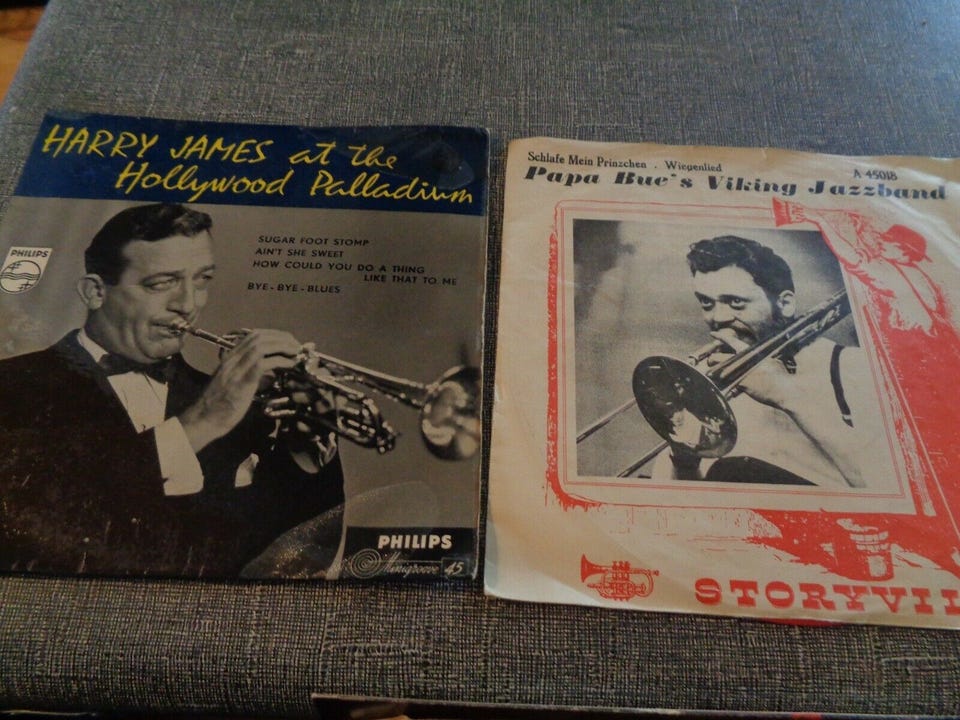 HARRY JAMES at the
Hollywood Palladium
PHILIPS
SUGAR FOOT STOMP
AIN'T SHE SWEET
HOW COULD YOU DO A THING
LIKE THAT TO ME
BYE-BYE-BLUES
PHILIPS
Minigroove 45
Schlafe Mein Prinzchen . Wiegenlied
A 45018
Papa Bue's Viking Jazzband
STORYVIL